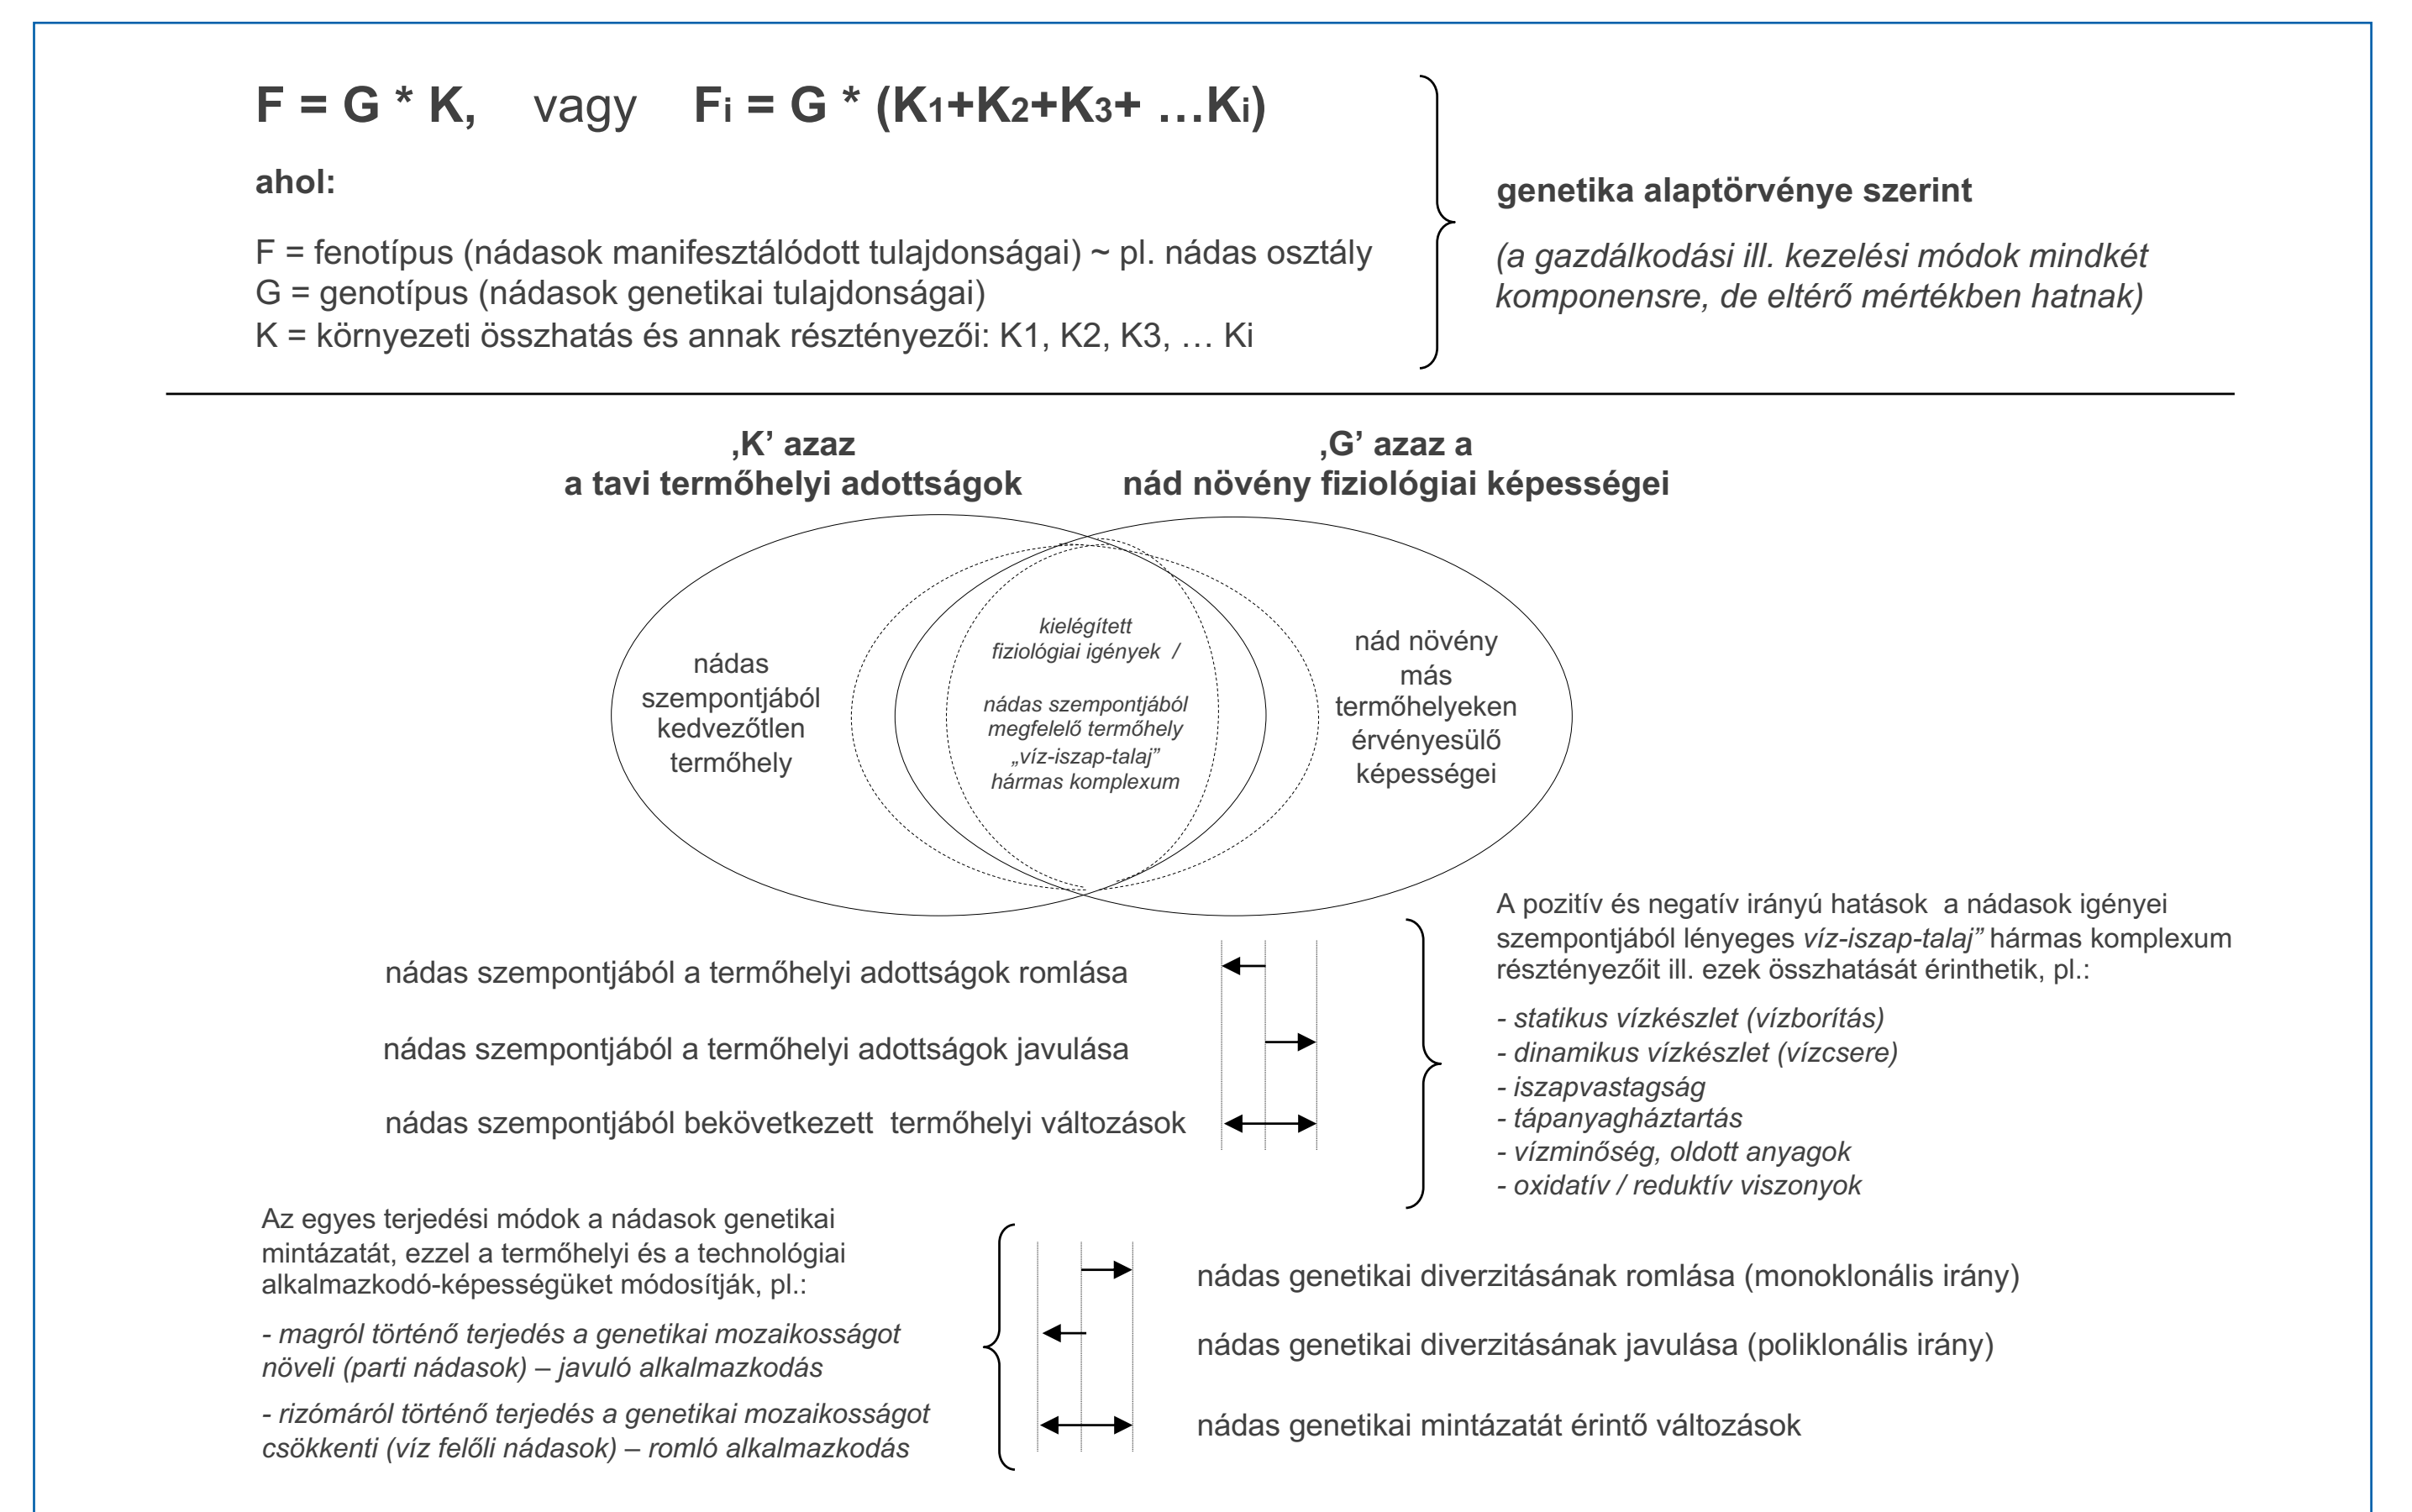 F = G * K, vagy Fi = G * (K1+K2+K3+ …Ki)
ahol:
F = fenotípus (nádasok manifesztálódott tulajdonságai) ~ pl. nádas osztály
G = genotípus (nádasok genetikai tulajdonságai)
K = környezeti összhatás és annak résztényezői: K1, K2, K3, … Ki
genetika alaptörvénye szerint
(a gazdálkodási ill. kezelési módok mindkét
komponensre, de eltérő mértékben hatnak)
‚K’ azaz
a tavi termőhelyi adottságok
‚G’ azaz a
nád növény fiziológiai képességei
nádas
szempontjából
kedvezőtlen
termőhely
kielégített
fiziológiai igények /
nádas szempontjából
megfelelő termőhely
„víz-iszap-talaj”
hármas komplexum
nád növény
más
termőhelyeken
érvényesülő
képességei
nádas szempontjából a termőhelyi adottságok romlása
nádas szempontjából a termőhelyi adottságok javulása
nádas szempontjából bekövetkezett termőhelyi változások
A pozitív és negatív irányú hatások a nádasok igényei
szempontjából lényeges víz-iszap-talaj” hármas komplexum
résztényezőit ill. ezek összhatását érinthetik, pl.:
- statikus vízkészlet (vízborítás)
- dinamikus vízkészlet (vízcsere)
- iszapvastagság
- tápanyagháztartás
- vízminőség, oldott anyagok
- oxidatív / reduktív viszonyok
Az egyes terjedési módok a nádasok genetikai
mintázatát, ezzel a termőhelyi és a technológiai
alkalmazkodó-képességüket módosítják, pl.:
- magról történő terjedés a genetikai mozaikosságot
növeli (parti nádasok) – javuló alkalmazkodás
- rizómáról történő terjedés a genetikai mozaikosságot
csökkenti (víz felőli nádasok) – romló alkalmazkodás
nádas genetikai diverzitásának romlása (monoklonális irány)
nádas genetikai diverzitásának javulása (poliklonális irány)
nádas genetikai mintázatát érintő változások